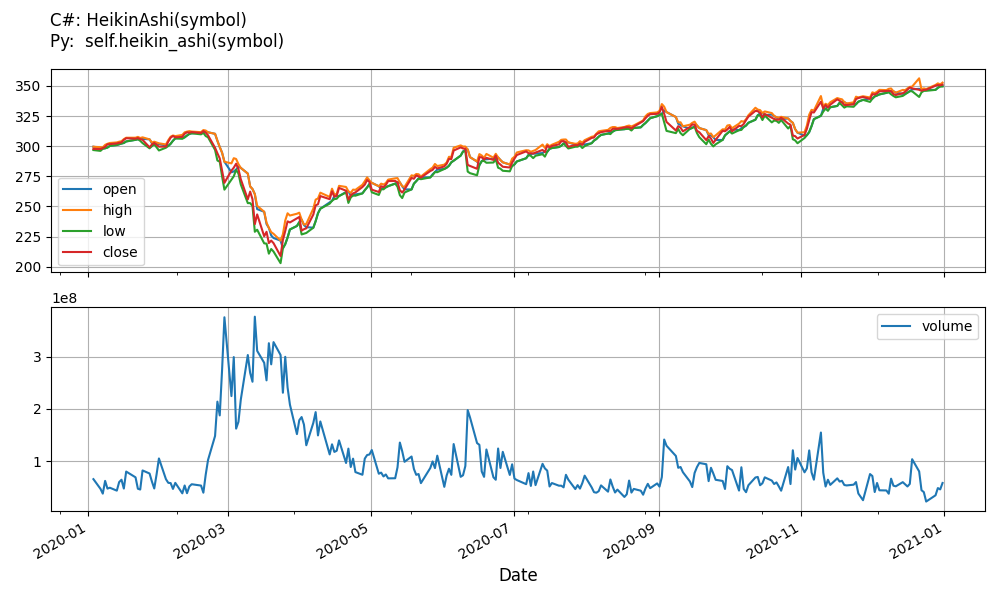 C#: HeikinAshi(symbol)
Py:  self.heikin_ashi(symbol)
350
325
300
275
250
225
200
open
high
low
close
1e8
3
2
1
volume
2020-01
2020-03
2020-05
2020-07
2020-09
2020-11
2021-01
Date